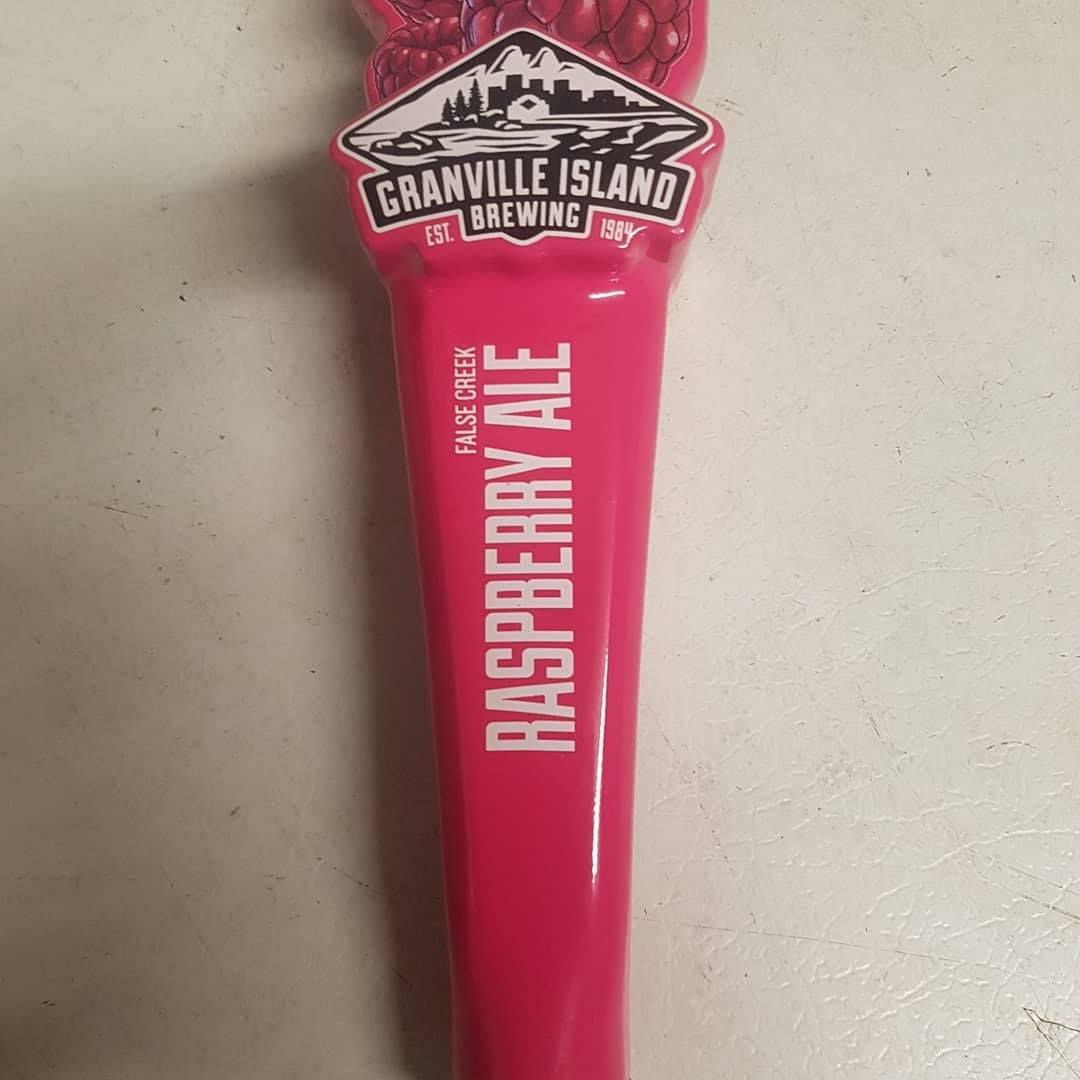 GRANVILLE ISLAND
BREWING
EST. 1984
FALSE CREEK
RASPBERRY ALE